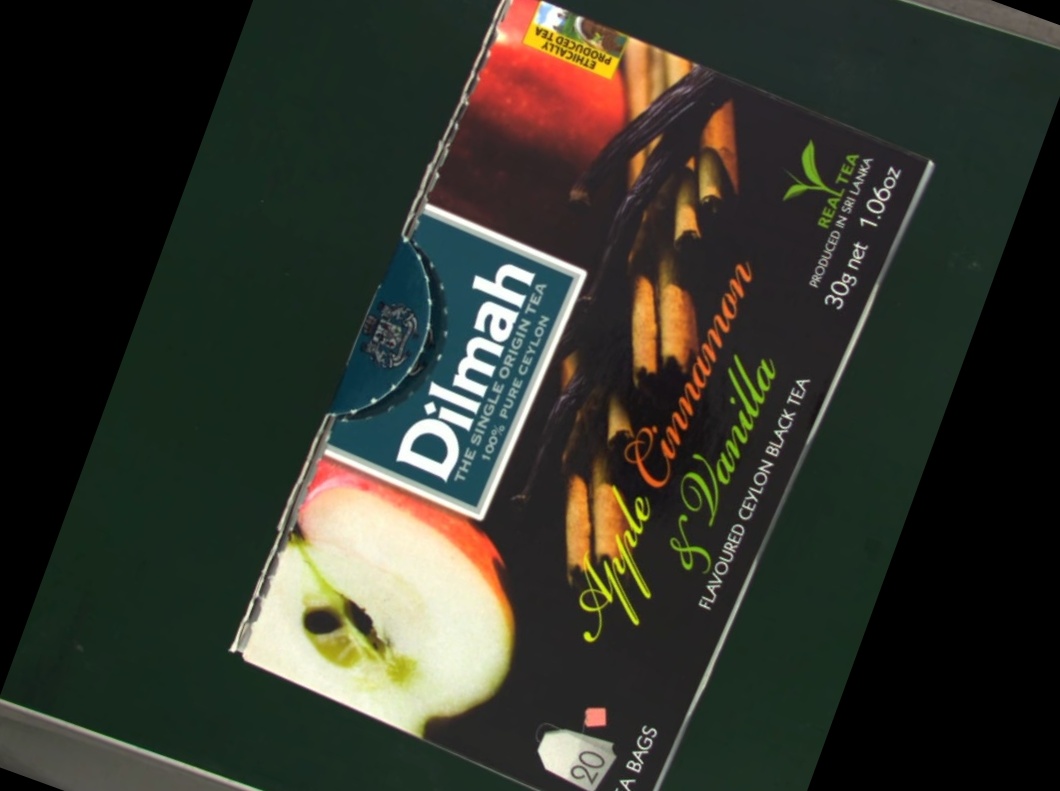 ETHICALLY
PRODUCED TEA
Dilmah
THE SINGLE ORIGIN TEA
100% PURE CEYLON
Apple Cinnamon
& Vanilla
FLAVOURED CEYLON BLACK TEA
REAL TEA
PRODUCED IN SRI LANKA
30g net 1.06oz
20
BAGS